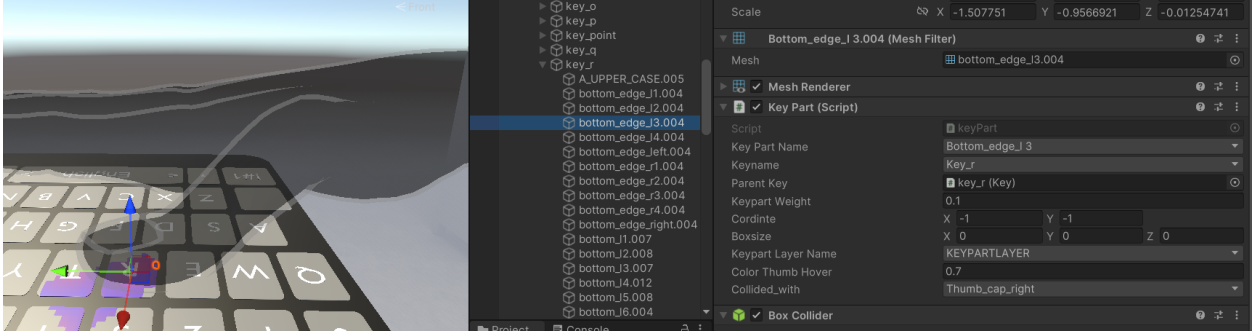 Front
English
!#1
Z
X
C
V
B
N
A
S
D
F
G
H
Q
W
E
R
T
Y
key_o
key_p
key_point
key_q
key_r
A_UPPER_CASE.005
bottom_edge_l1.004
bottom_edge_l2.004
bottom_edge_l3.004
bottom_edge_l4.004
bottom_edge_left.004
bottom_edge_r1.004
bottom_edge_r2.004
bottom_edge_r3.004
bottom_edge_r4.004
bottom_edge_right.004
bottom_l1.007
bottom_l2.008
bottom_l3.007
bottom_l4.012
bottom_l5.008
bottom_l6.004
Project Console
Scale X -1.507751 Y -0.9566921 Z -0.01254741
Bottom_edge_l 3.004 (Mesh Filter)
Mesh bottom_edge_l3.004
Mesh Renderer
Key Part (Script)
Script keyPart
Key Part Name Bottom_edge_l 3
Keyname Key_r
Parent Key key_r (Key)
Keypart Weight 0.1
Cordinte X -1 Y -1
Boxsize X 0 Y 0 Z 0
Keypart Layer Name KEYPARTLAYER
Color Thumb Hover 0.7
Collided_with Thumb_cap_right
Box Collider